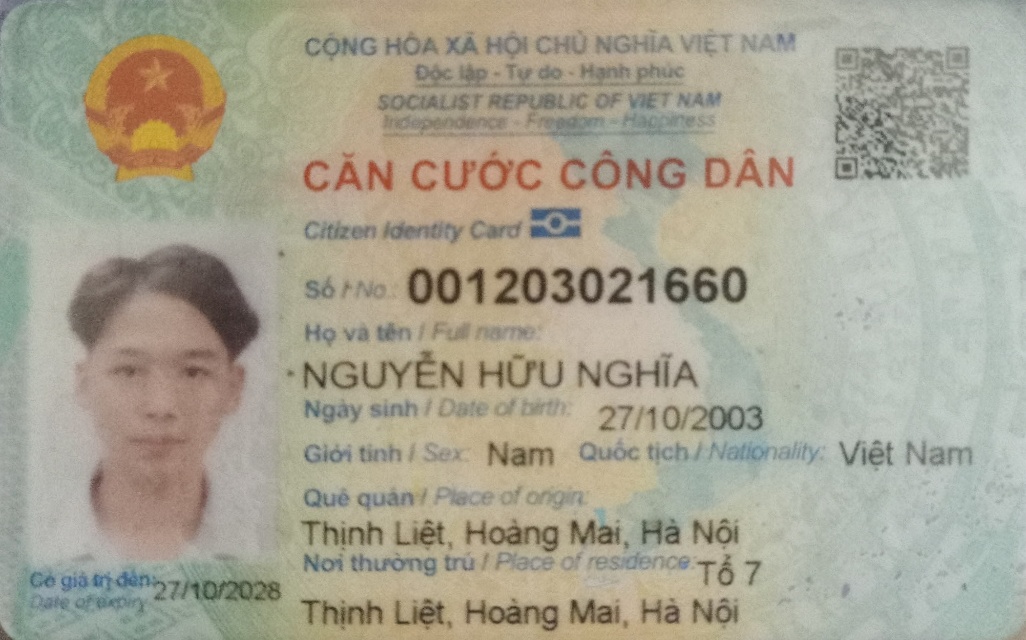 CỘNG HÒA XÃ HỘI CHỦ NGHĨA VIỆT NAM
Độc lập - Tự do - Hạnh phúc
SOCIALIST REPUBLIC OF VIET NAM
Independence - Freedom - Happiness
CĂN CƯỚC CÔNG DÂN
Citizen Identity Card
Số / No.: 001203021660
Họ và tên / Full name:
NGUYỄN HỮU NGHĨA
Ngày sinh / Date of birth: 27/10/2003
Giới tính / Sex: Nam Quốc tịch / Nationality: Việt Nam
Quê quán / Place of origin:
Thịnh Liệt, Hoàng Mai, Hà Nội
Nơi thường trú / Place of residence: Tổ 7
Thịnh Liệt, Hoàng Mai, Hà Nội
Có giá trị đến: 27/10/2028
Date of expiry